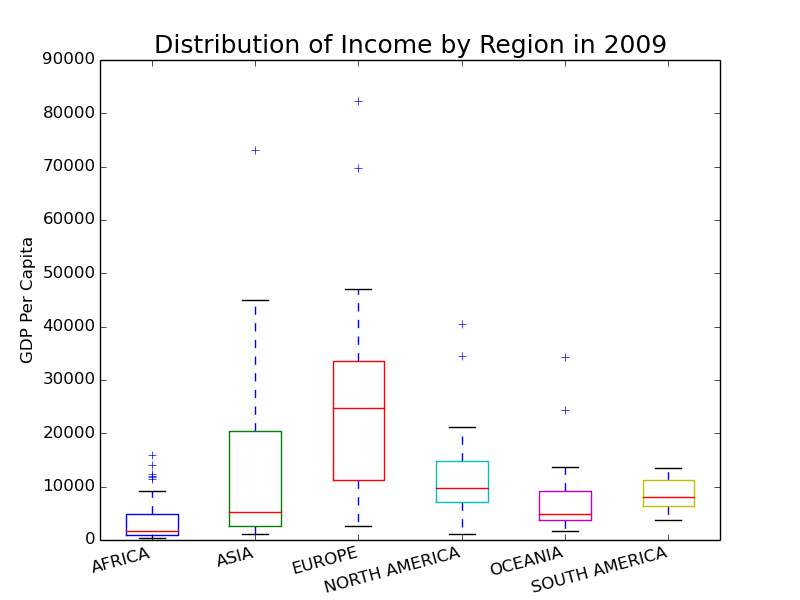 Distribution of Income by Region in 2009
90000
80000
70000
60000
50000
40000
30000
20000
10000
0
GDP Per Capita
AFRICA
ASIA
EUROPE
NORTH AMERICA
OCEANIA
SOUTH AMERICA